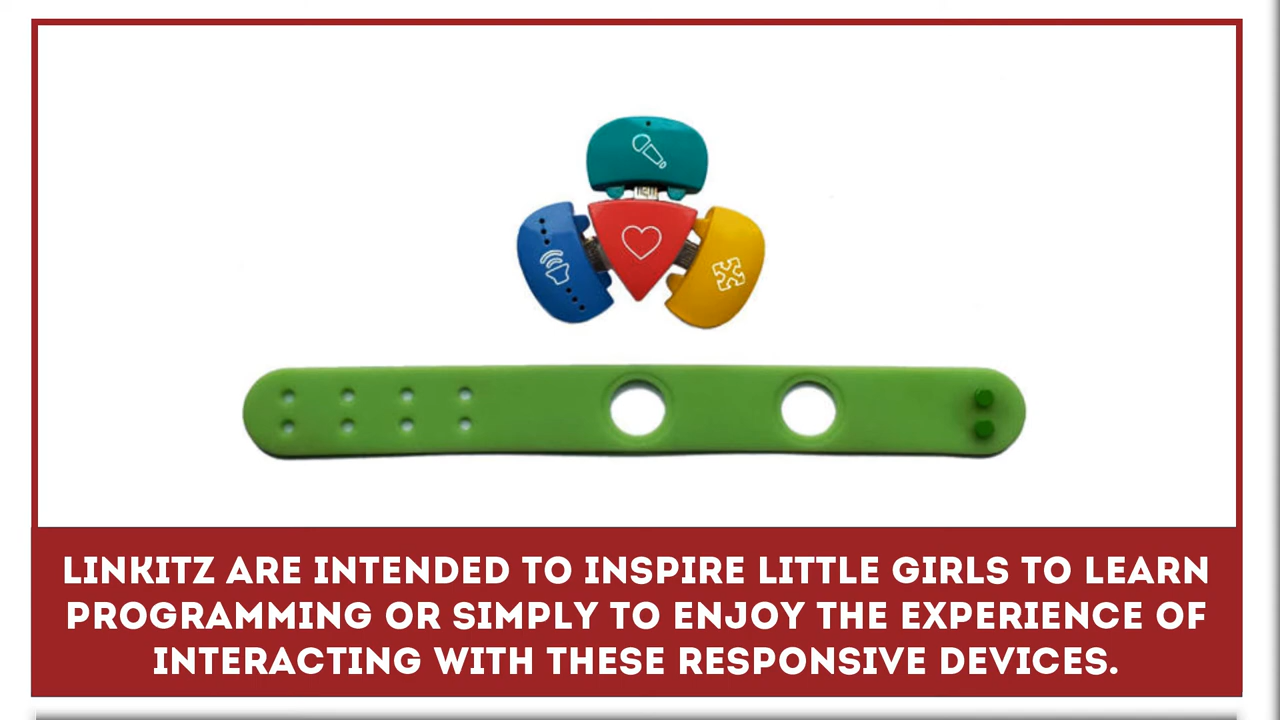 LINKITZ ARE INTENDED TO INSPIRE LITTLE GIRLS TO LEARN
PROGRAMMING OR SIMPLY TO ENJOY THE EXPERIENCE OF
INTERACTING WITH THESE RESPONSIVE DEVICES.